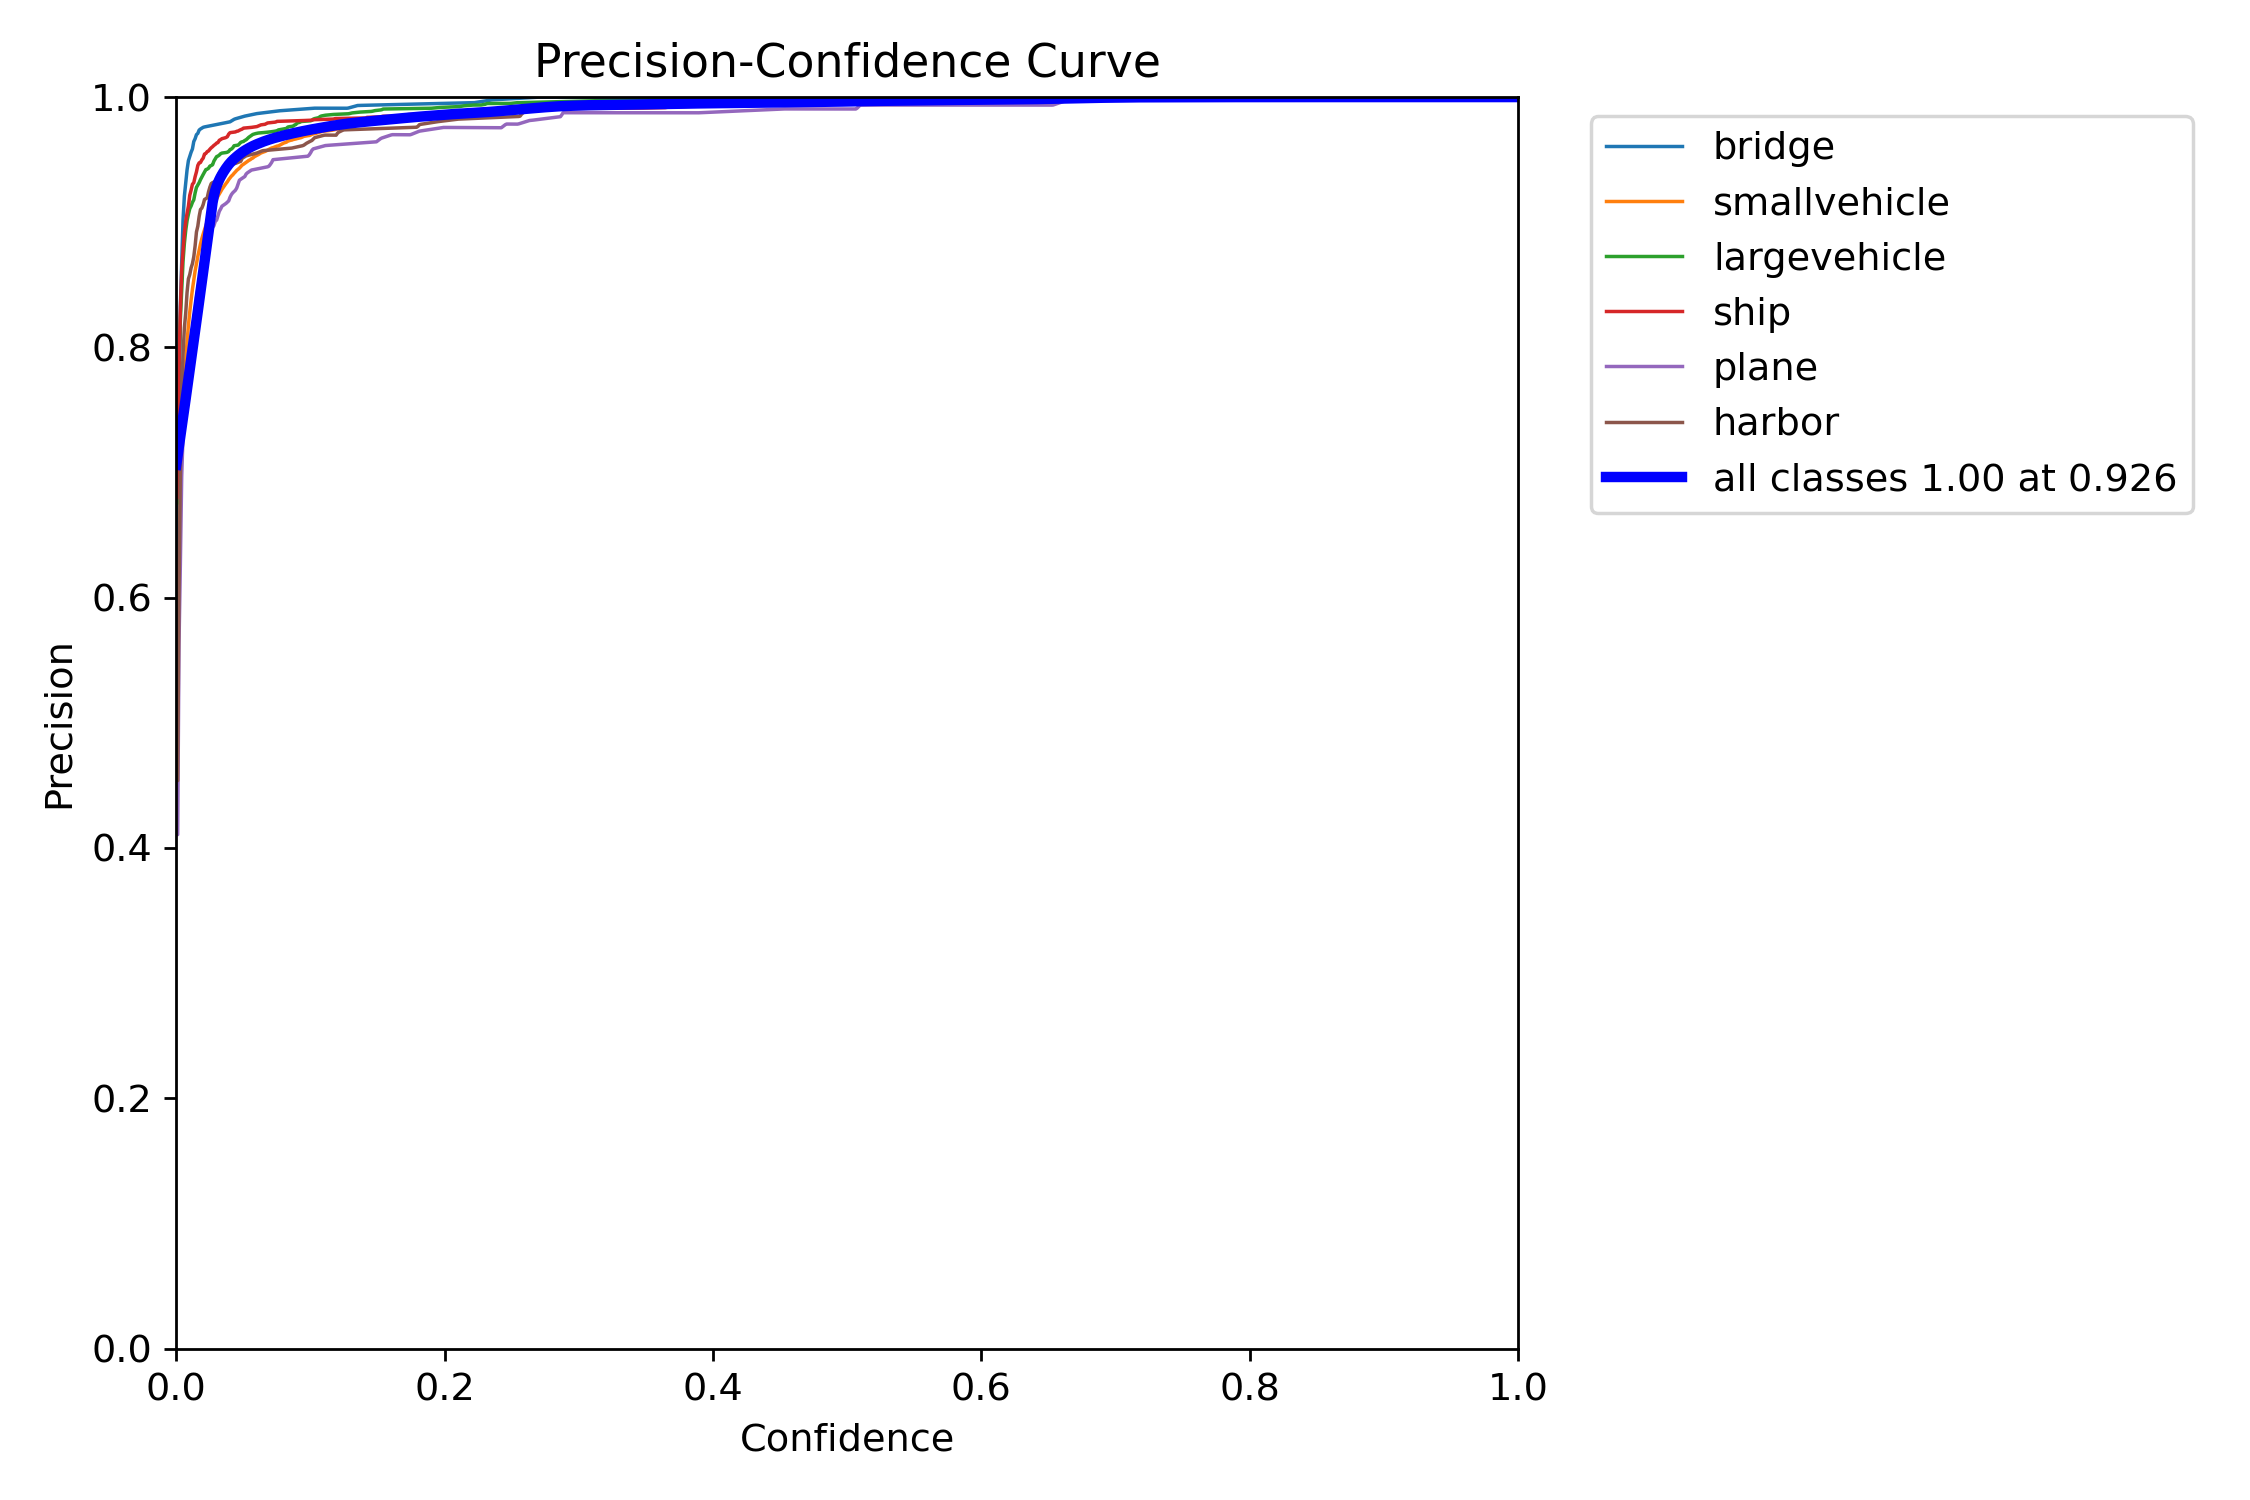 Precision-Confidence Curve
1.0
0.8
0.6
0.4
0.2
0.0
Precision
0.0 0.2 0.4 0.6 0.8 1.0
Confidence
bridge
smallvehicle
largevehicle
ship
plane
harbor
all classes 1.00 at 0.926